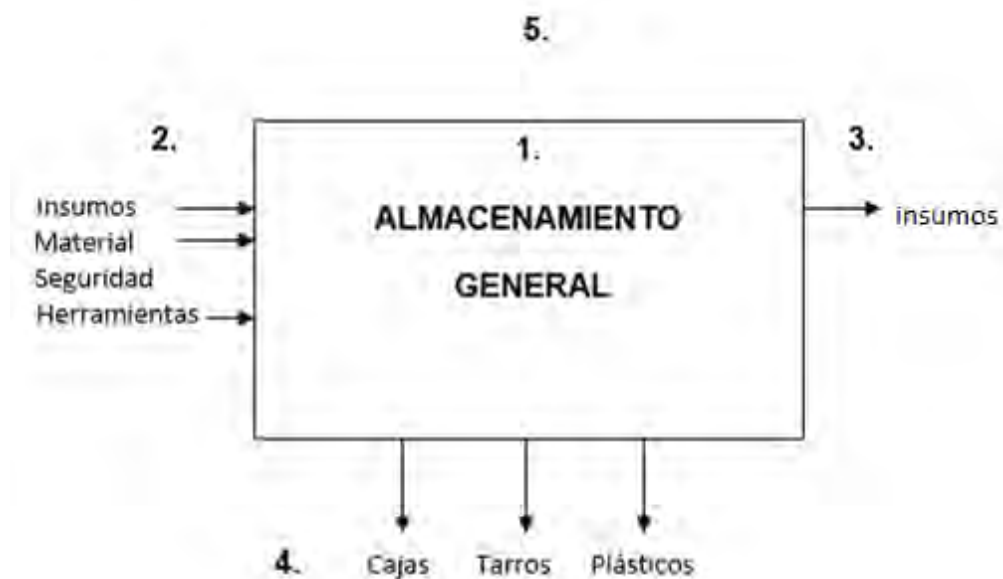 5.
2.
1.
3.
Insumos
Material
Seguridad
Herramientas
ALMACENAMIENTO
GENERAL
insumos
4.
Cajas
Tarros
Plásticos